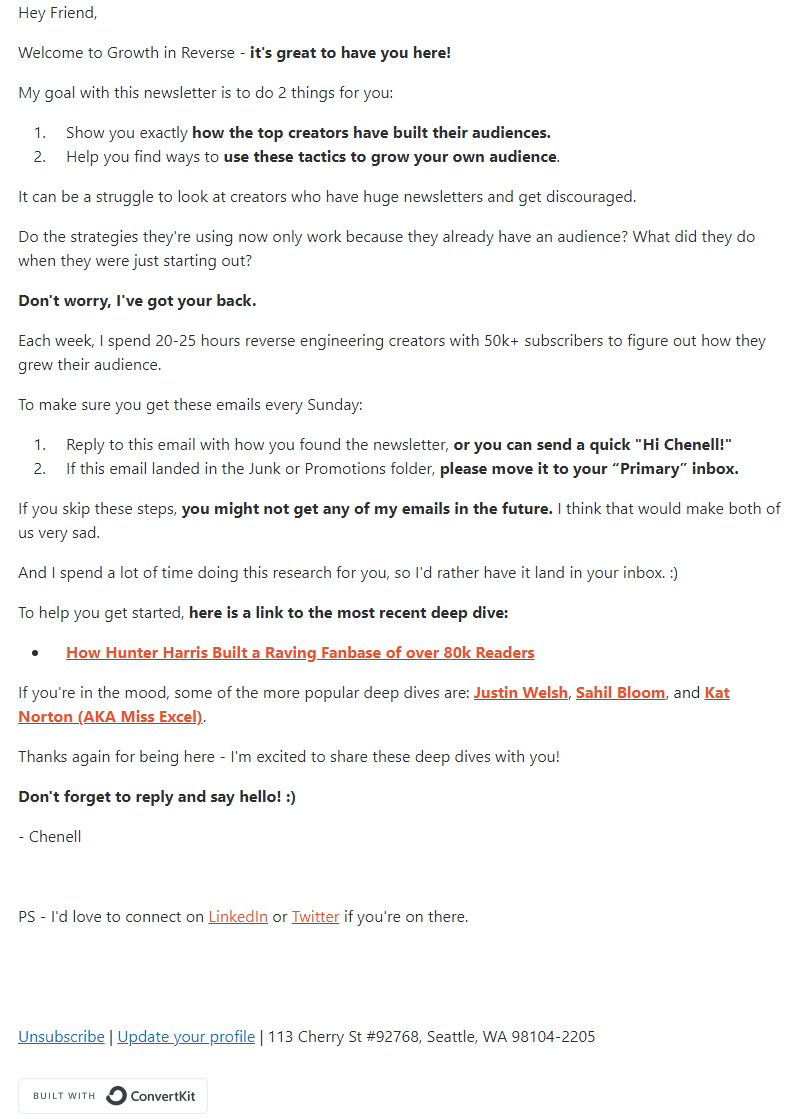 Hey Friend,
Welcome to Growth in Reverse - it's great to have you here!
My goal with this newsletter is to do 2 things for you:
1. Show you exactly how the top creators have built their audiences.
2. Help you find ways to use these tactics to grow your own audience.
It can be a struggle to look at creators who have huge newsletters and get discouraged.
Do the strategies they're using now only work because they already have an audience? What did they do
when they were just starting out?
Don't worry, I've got your back.
Each week, I spend 20-25 hours reverse engineering creators with 50k+ subscribers to figure out how they
grew their audience.
To make sure you get these emails every Sunday:
1. Reply to this email with how you found the newsletter, or you can send a quick "Hi Chenell!"
2. If this email landed in the Junk or Promotions folder, please move it to your “Primary” inbox.
If you skip these steps, you might not get any of my emails in the future. I think that would make both of
us very sad.
And I spend a lot of time doing this research for you, so I'd rather have it land in your inbox. :)
To help you get started, here is a link to the most recent deep dive:
• How Hunter Harris Built a Raving Fanbase of over 80k Readers
If you're in the mood, some of the more popular deep dives are: Justin Welsh, Sahil Bloom, and Kat
Norton (AKA Miss Excel).
Thanks again for being here - I'm excited to share these deep dives with you!
Don't forget to reply and say hello! :)
- Chenell
PS - I'd love to connect on LinkedIn or Twitter if you're on there.
Unsubscribe | Update your profile | 113 Cherry St #92768, Seattle, WA 98104-2205
BUILT WITH ConvertKit